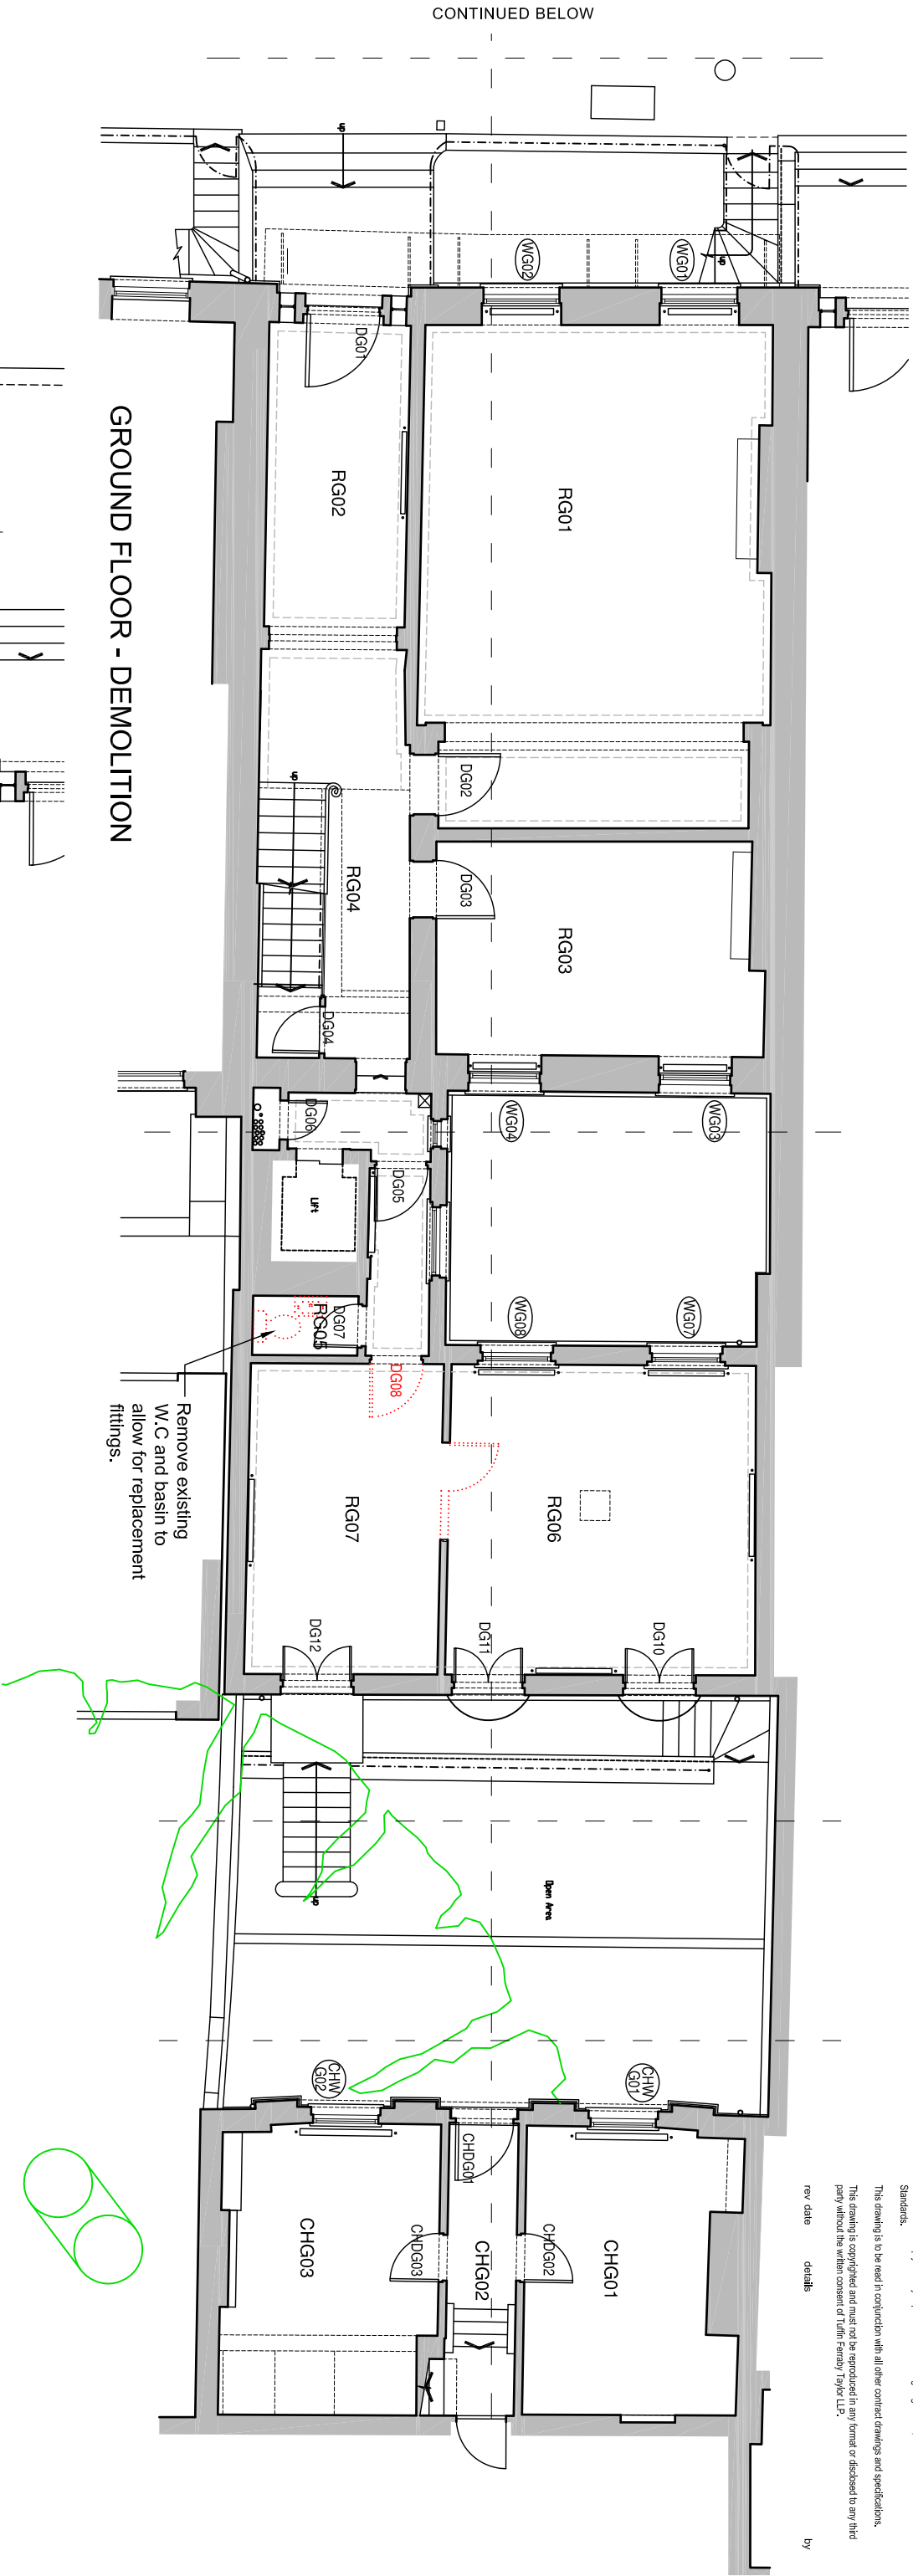 CONTINUED BELOW
up
up
WG02
WG01
DG01
RG02
RG01
GROUND FLOOR - DEMOLITION
up
DG02
DG03
RG04
RG03
DG04
DG06
WG04
WG03
DG05
Lift
DG07
RG05
WG08
WG07
DG08
Remove existing
W.C and basin to
allow for replacement
fittings.
RG07
RG06
DG12
DG11
DG10
up
Open Area
CHW
G02
CHW
G01
CHDG01
CHDG03
CHDG02
CHG03
CHG02
CHG01
Standards.
This drawing is to be read in conjunction with all other contract drawings and specifications.
This drawing is copyrighted and must not be reproduced in any format or disclosed to any third
party without the written consent of Tuffin Ferraby Taylor LLP.
rev date details by